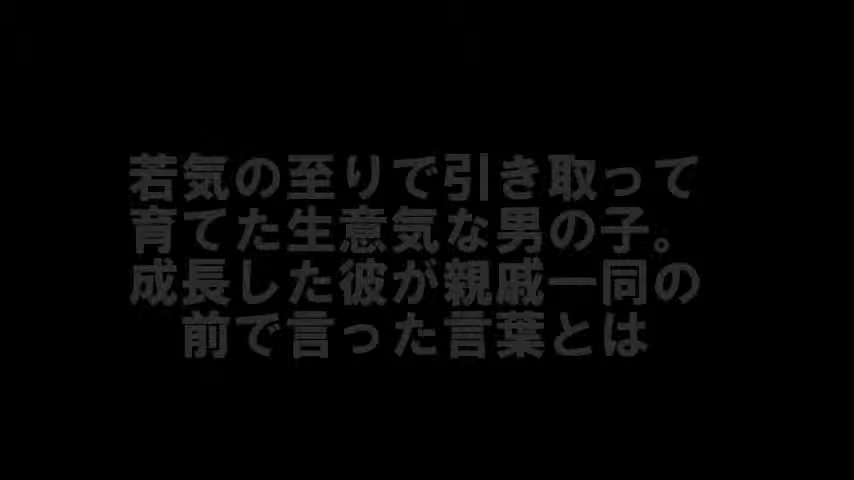 若気の至りで引き取って
育てた生意気な男の子。
成長した彼が親戚一同の
前で言った言葉とは